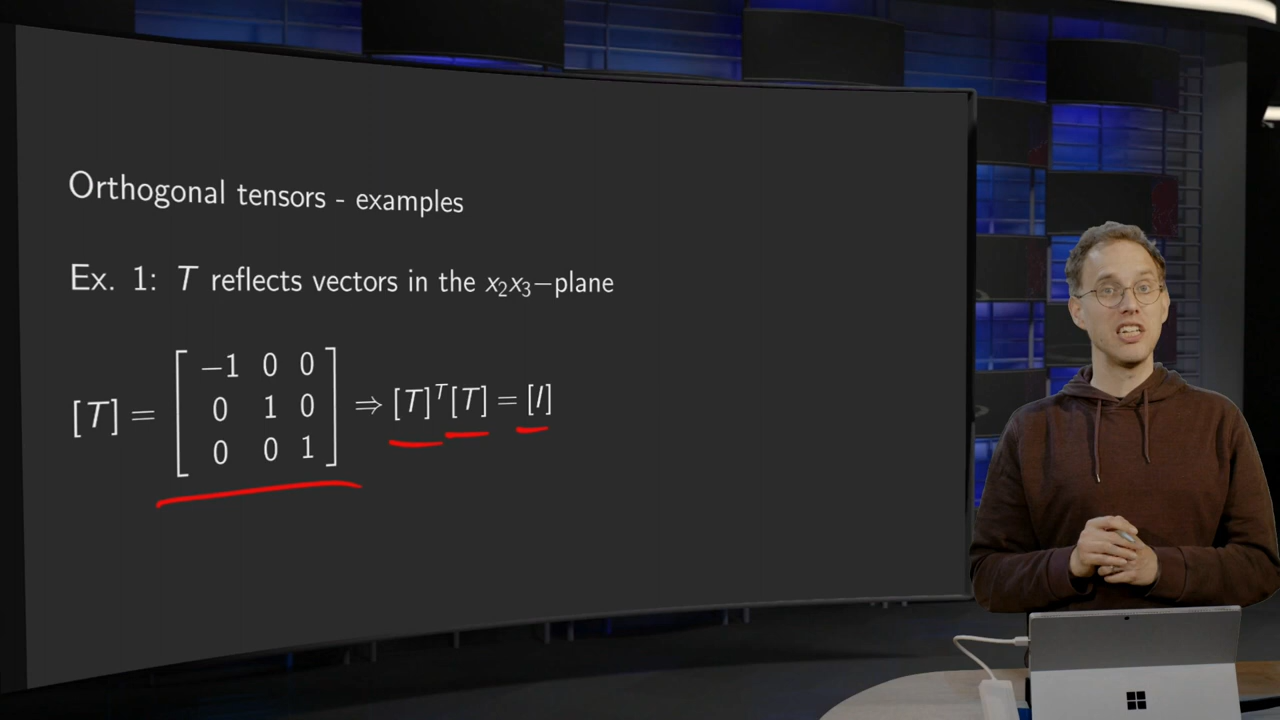 Orthogonal tensors - examples
Ex. 1: T reflects vectors in the x₂x₃−plane
[T] = [ −1 0 0 ; 0 1 0 ; 0 0 1 ] ⇒ [T]ᵀ[T] = [I]